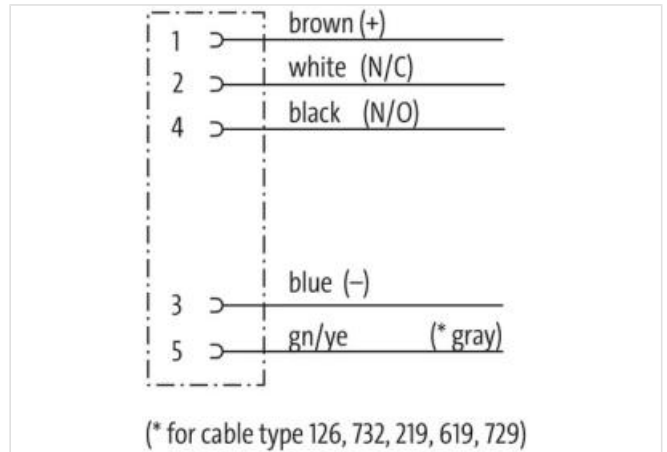 1 brown (+)
2 white (N/C)
4 black (N/O)
3 blue (–)
5 gn/ye (* gray)
(* for cable type 126, 732, 219, 619, 729)